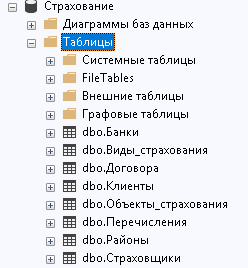 Страхование
Диаграммы баз данных
Таблицы
Системные таблицы
FileTables
Внешние таблицы
Графовые таблицы
dbo.Банки
dbo.Виды_страхования
dbo.Договора
dbo.Клиенты
dbo.Объекты_страхования
dbo.Перечисления
dbo.Районы
dbo.Страховщики